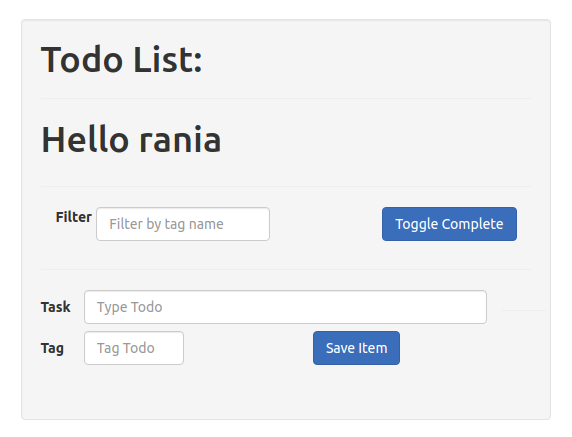 Todo List:
Hello rania
Filter Filter by tag name Toggle Complete
Task Type Todo
Tag Tag Todo Save Item